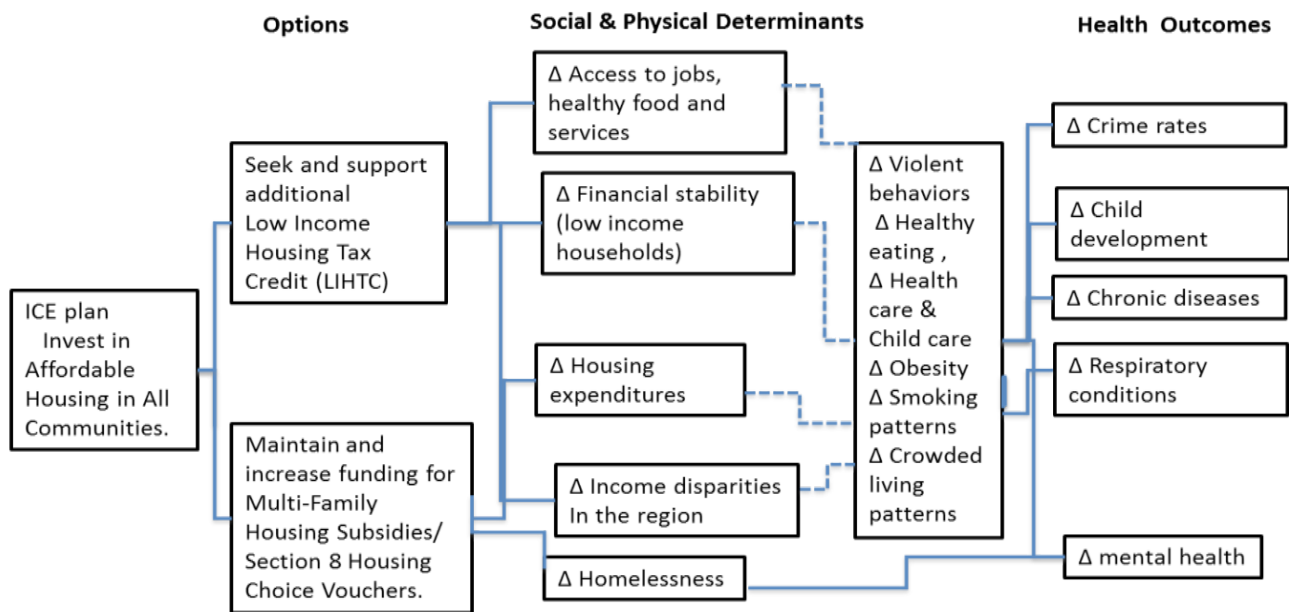 Options
Social & Physical Determinants
Health Outcomes
ICE plan
Invest in
Affordable
Housing in All
Communities.
Seek and support
additional
Low Income
Housing Tax
Credit (LIHTC)
Maintain and
increase funding for
Multi-Family
Housing Subsidies/
Section 8 Housing
Choice Vouchers.
Δ Access to jobs,
healthy food and
services
Δ Financial stability
(low income
households)
Δ Housing
expenditures
Δ Income disparities
In the region
Δ Homelessness
Δ Violent
behaviors
Δ Healthy
eating ,
Δ Health
care &
Child care
Δ Obesity
Δ Smoking
patterns
Δ Crowded
living
patterns
Δ Crime rates
Δ Child
development
Δ Chronic diseases
Δ Respiratory
conditions
Δ mental health